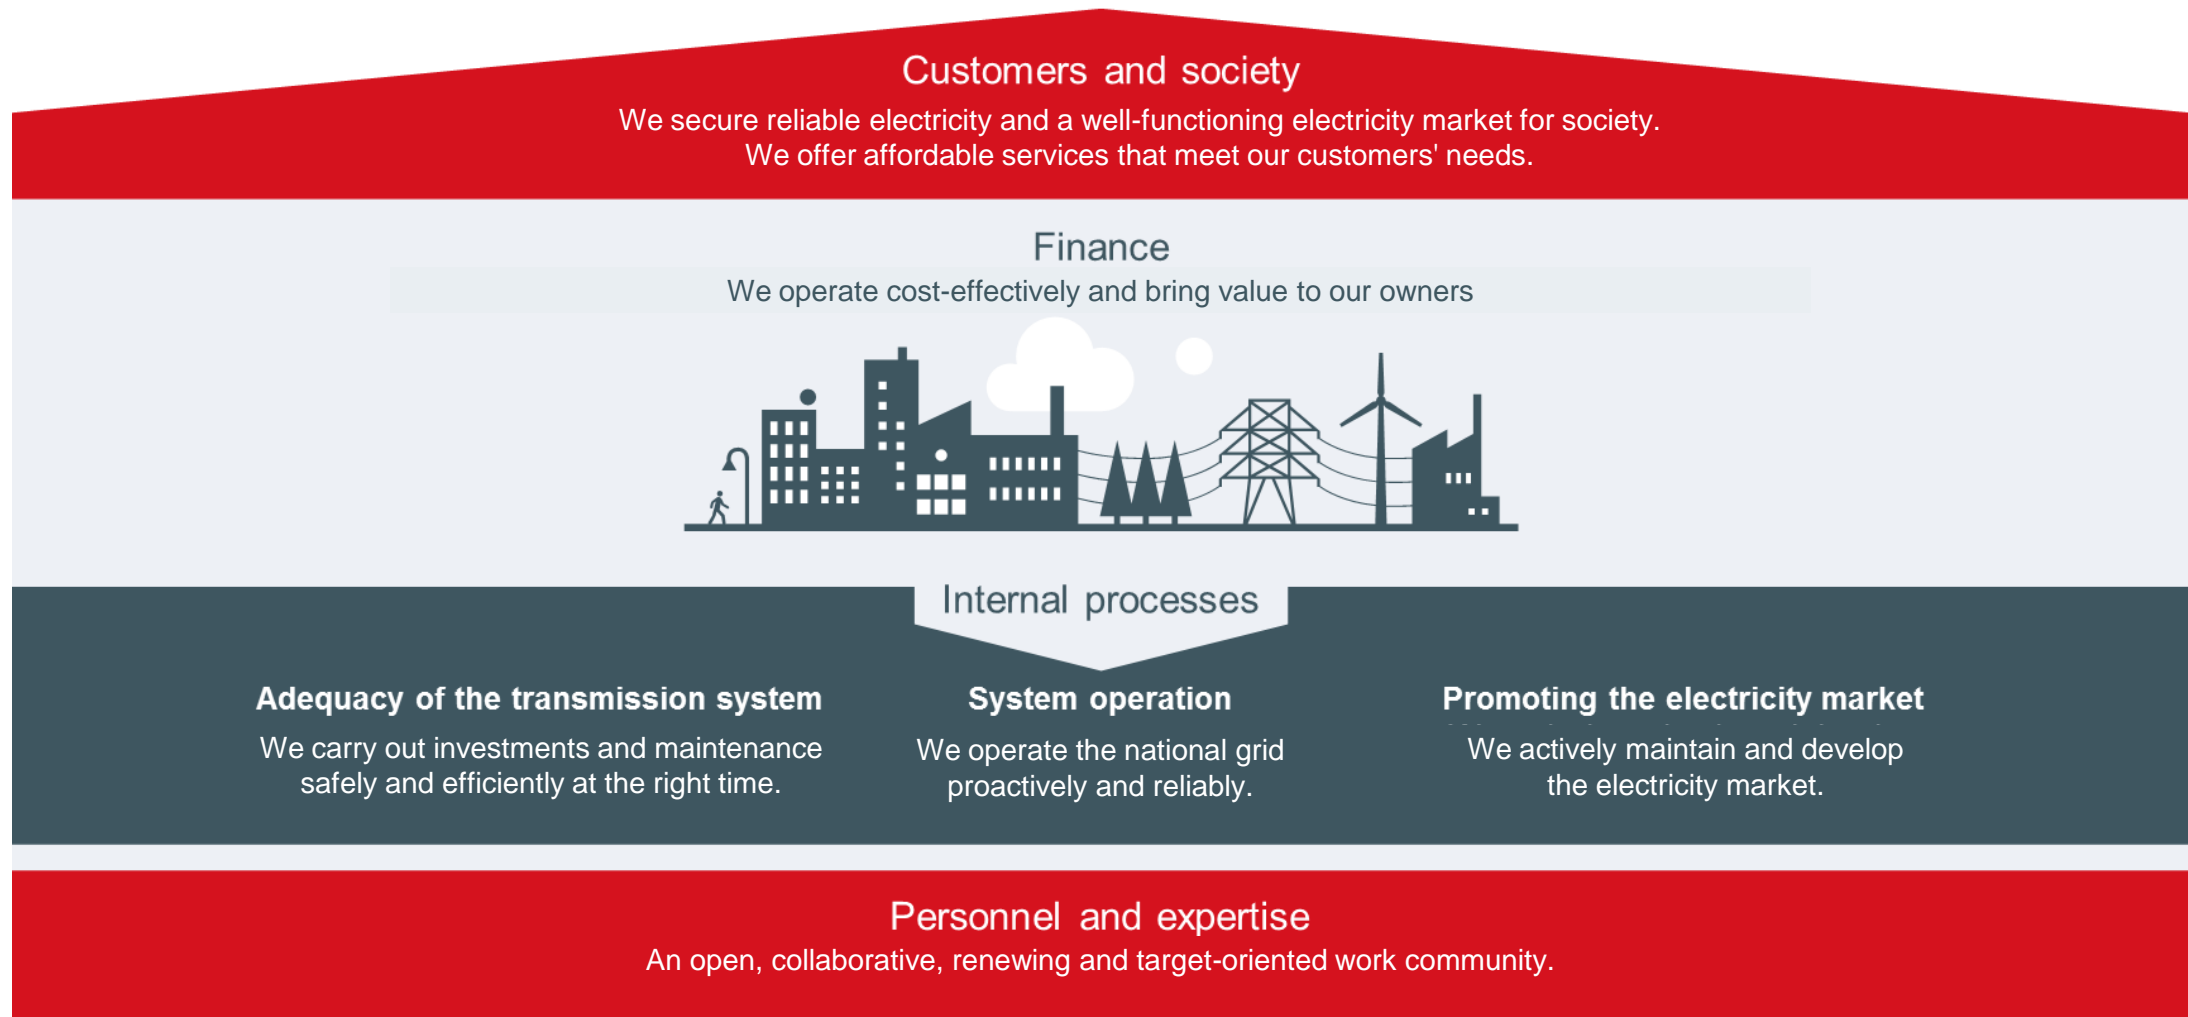 Customers and society
We secure reliable electricity and a well-functioning electricity market for society.
We offer affordable services that meet our customers' needs.
Finance
We operate cost-effectively and bring value to our owners
Internal processes
Adequacy of the transmission system
We carry out investments and maintenance
safely and efficiently at the right time.
System operation
We operate the national grid
proactively and reliably.
Promoting the electricity market
We actively maintain and develop
the electricity market.
Personnel and expertise
An open, collaborative, renewing and target-oriented work community.